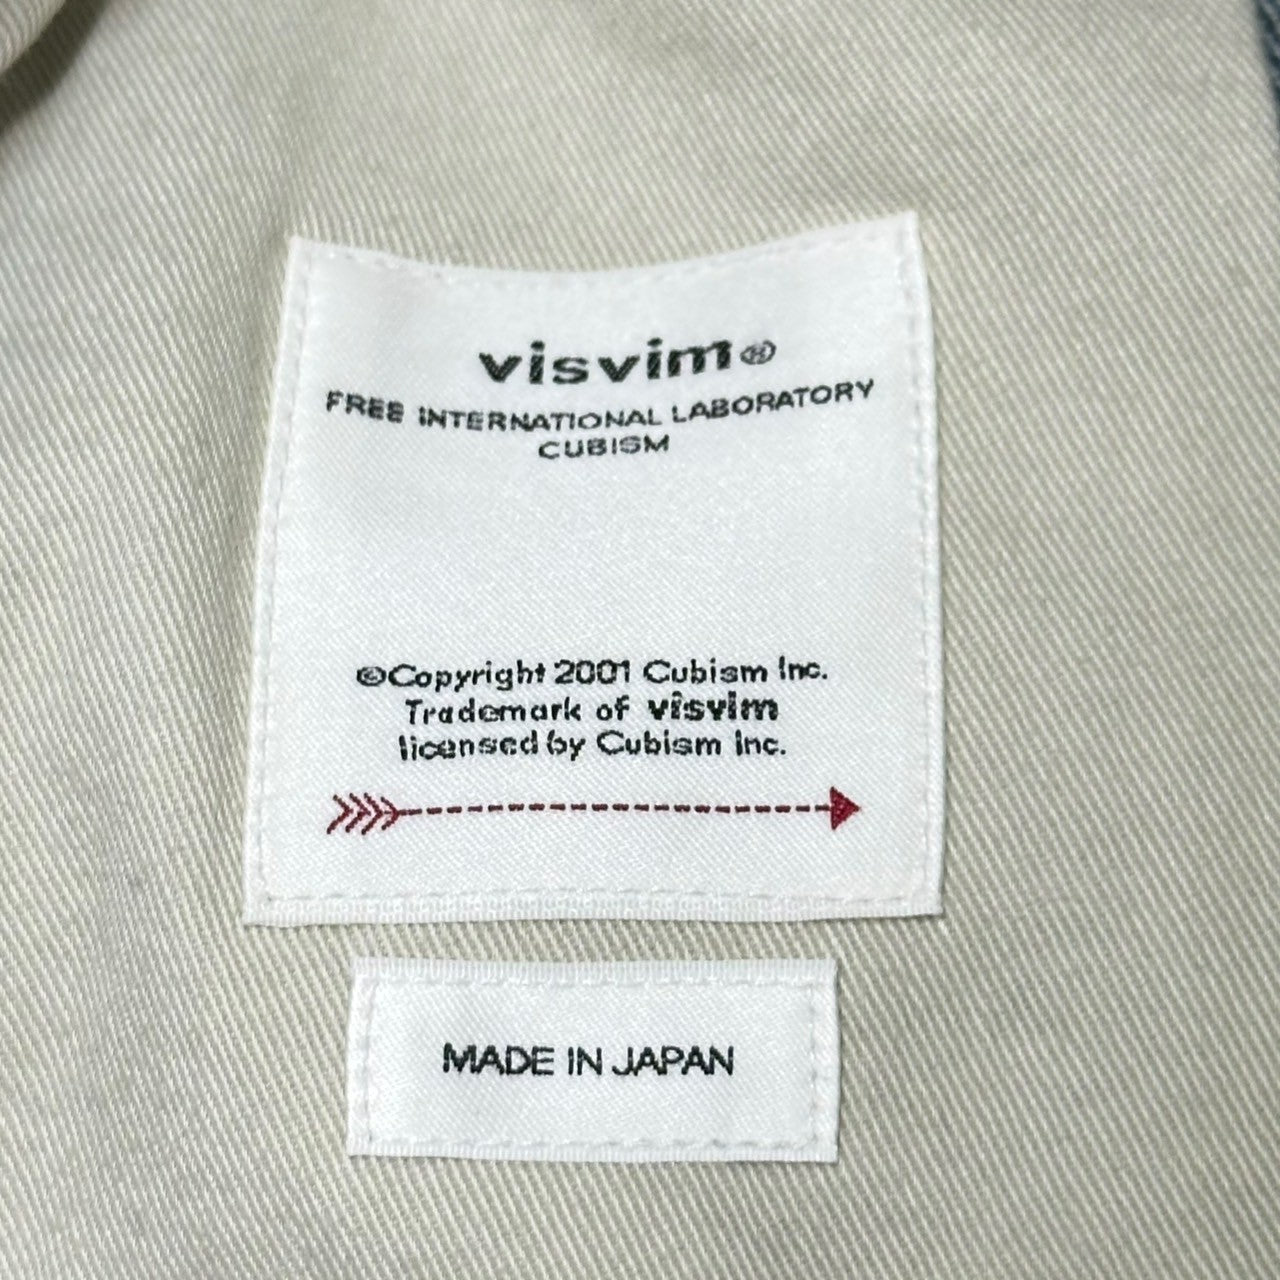 visvim®
FREE INTERNATIONAL LABORATORY
CUBISM
©Copyright 2001 Cubism Inc.
Trademark of visvim
licensed by Cubism Inc.
MADE IN JAPAN